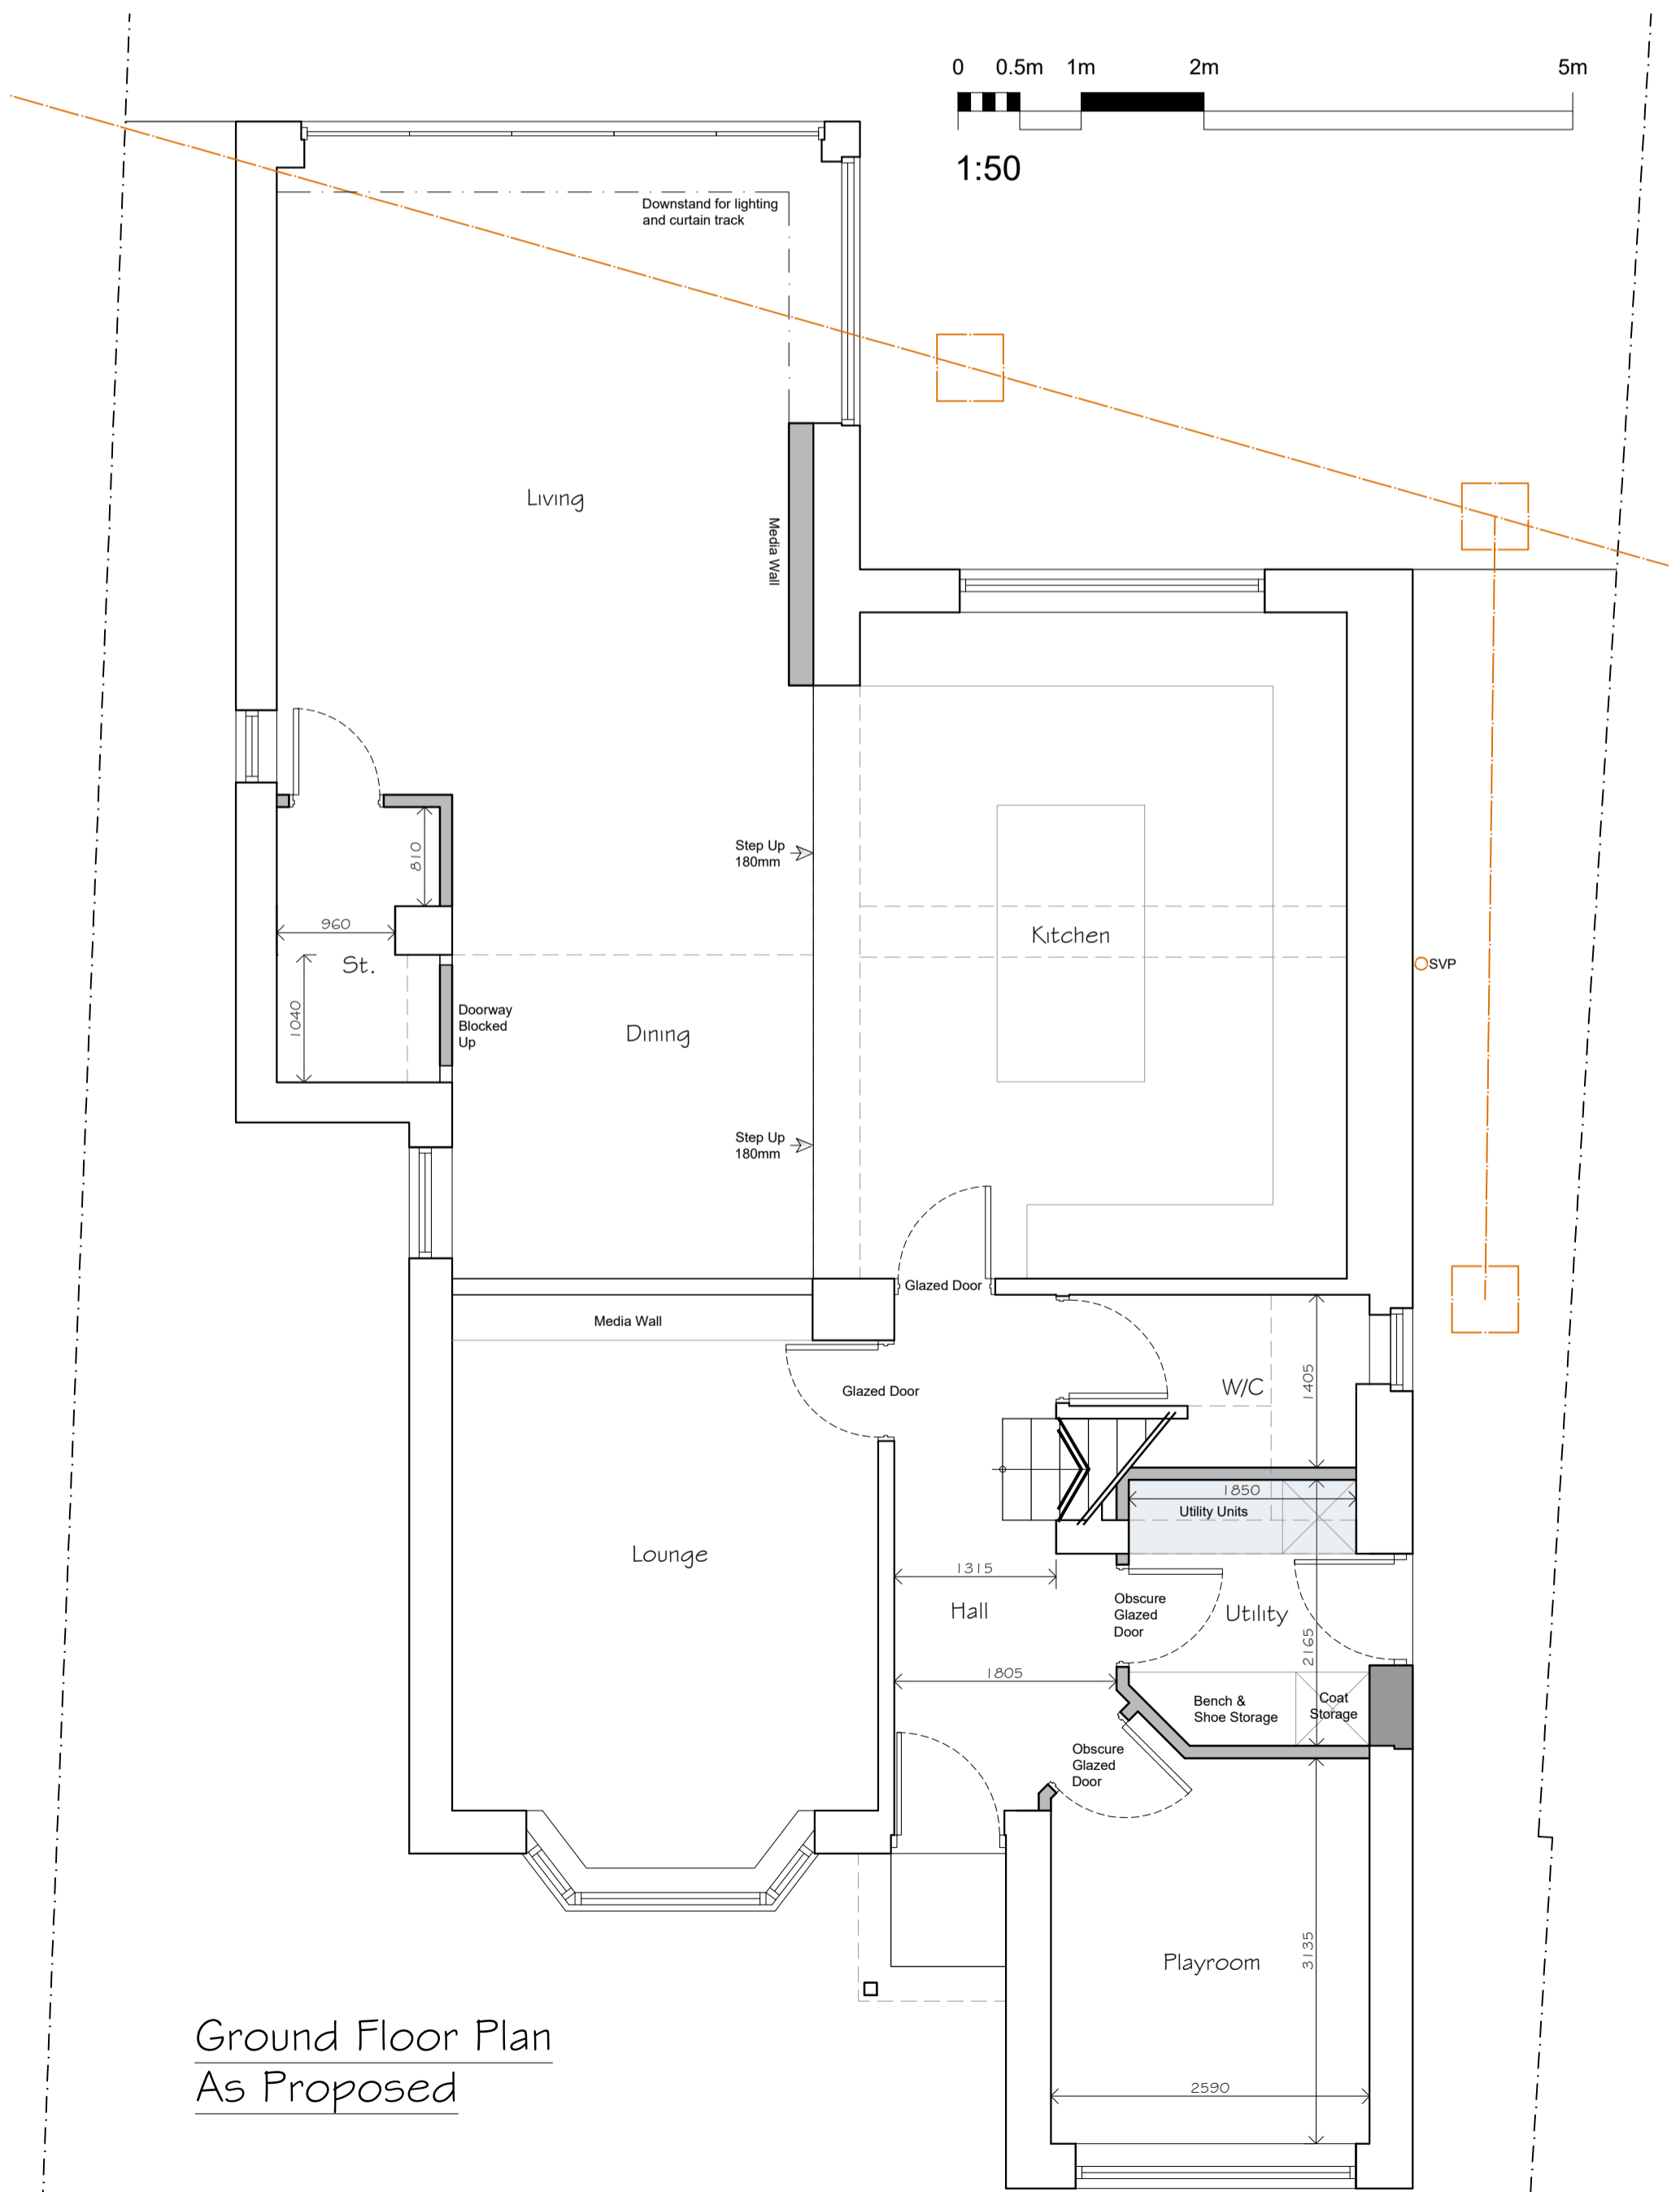 0 0.5m 1m 2m 5m
1:50
Downstand for lighting
and curtain track
Living
Media Wall
810
Step Up
180mm
960
St.
Kitchen
SVP
1040
Doorway
Blocked
Up
Dining
Step Up
180mm
Glazed Door
Media Wall
Glazed Door
W/C
1405
1850
Utility Units
Lounge
1315
Hall
Obscure
Glazed
Door
Utility
2165
1805
Bench &
Shoe Storage
Coat
Storage
Obscure
Glazed
Door
3135
Playroom
2590
Ground Floor Plan
As Proposed